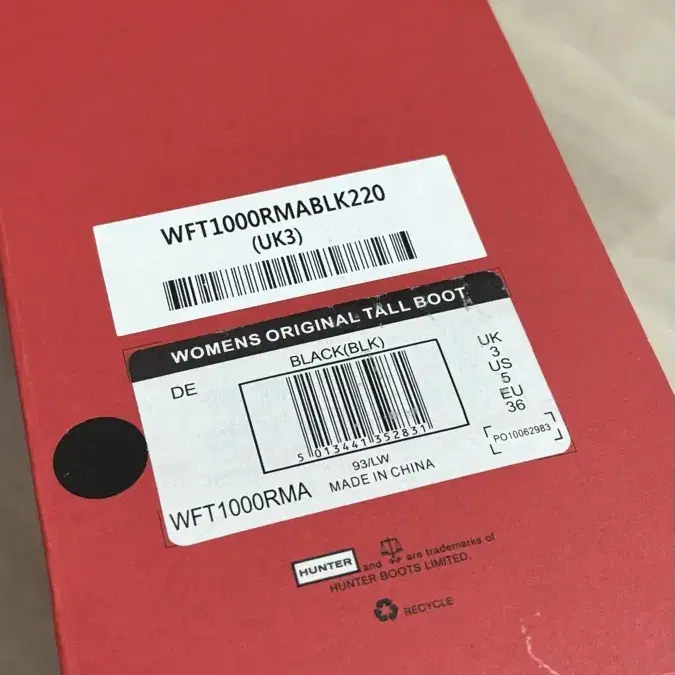 WFT1000RMABLK220
(UK3)
WOMENS ORIGINAL TALL BOOT
BLACK(BLK)
DE
UK
3
US
5
EU
36
5 013441 352831
93/LW
MADE IN CHINA
PO10062983
WFT1000RMA
HUNTER and are trademarks of
HUNTER BOOTS LIMITED.
RECYCLE